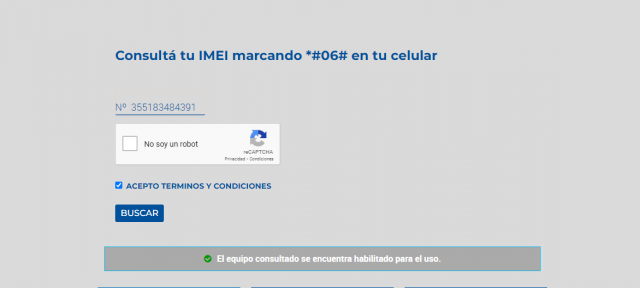 Consultá tu IMEI marcando *#06# en tu celular
Nº 355183484391
No soy un robot
reCAPTCHA
Privacidad - Condiciones
ACEPTO TERMINOS Y CONDICIONES
BUSCAR
El equipo consultado se encuentra habilitado para el uso.